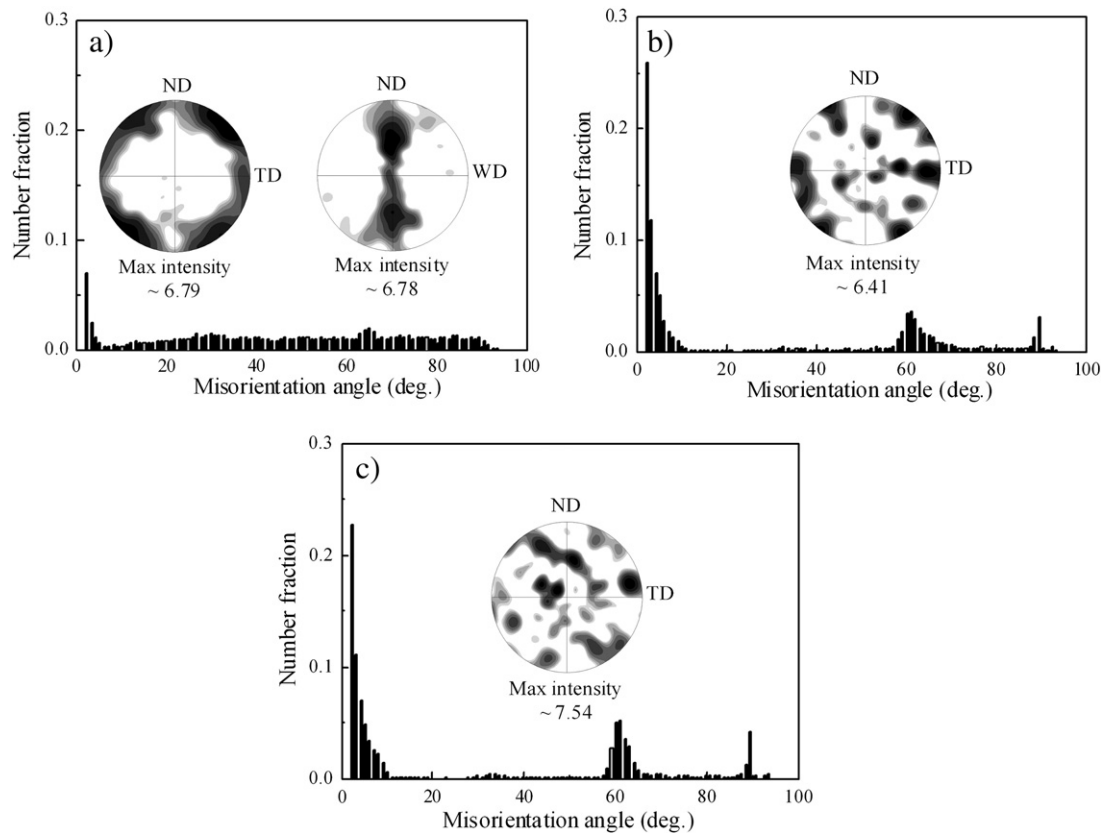 a)
0.3
0.2
0.1
0.0
Number fraction
ND
TD
Max intensity
~ 6.79
ND
WD
Max intensity
~ 6.78
0
20
40
60
80
100
Misorientation angle (deg.)
b)
0.3
0.2
0.1
0.0
Number fraction
ND
TD
Max intensity
~ 6.41
0
20
40
60
80
100
Misorientation angle (deg.)
c)
0.3
0.2
0.1
0.0
Number fraction
ND
TD
Max intensity
~ 7.54
0
20
40
60
80
100
Misorientation angle (deg.)